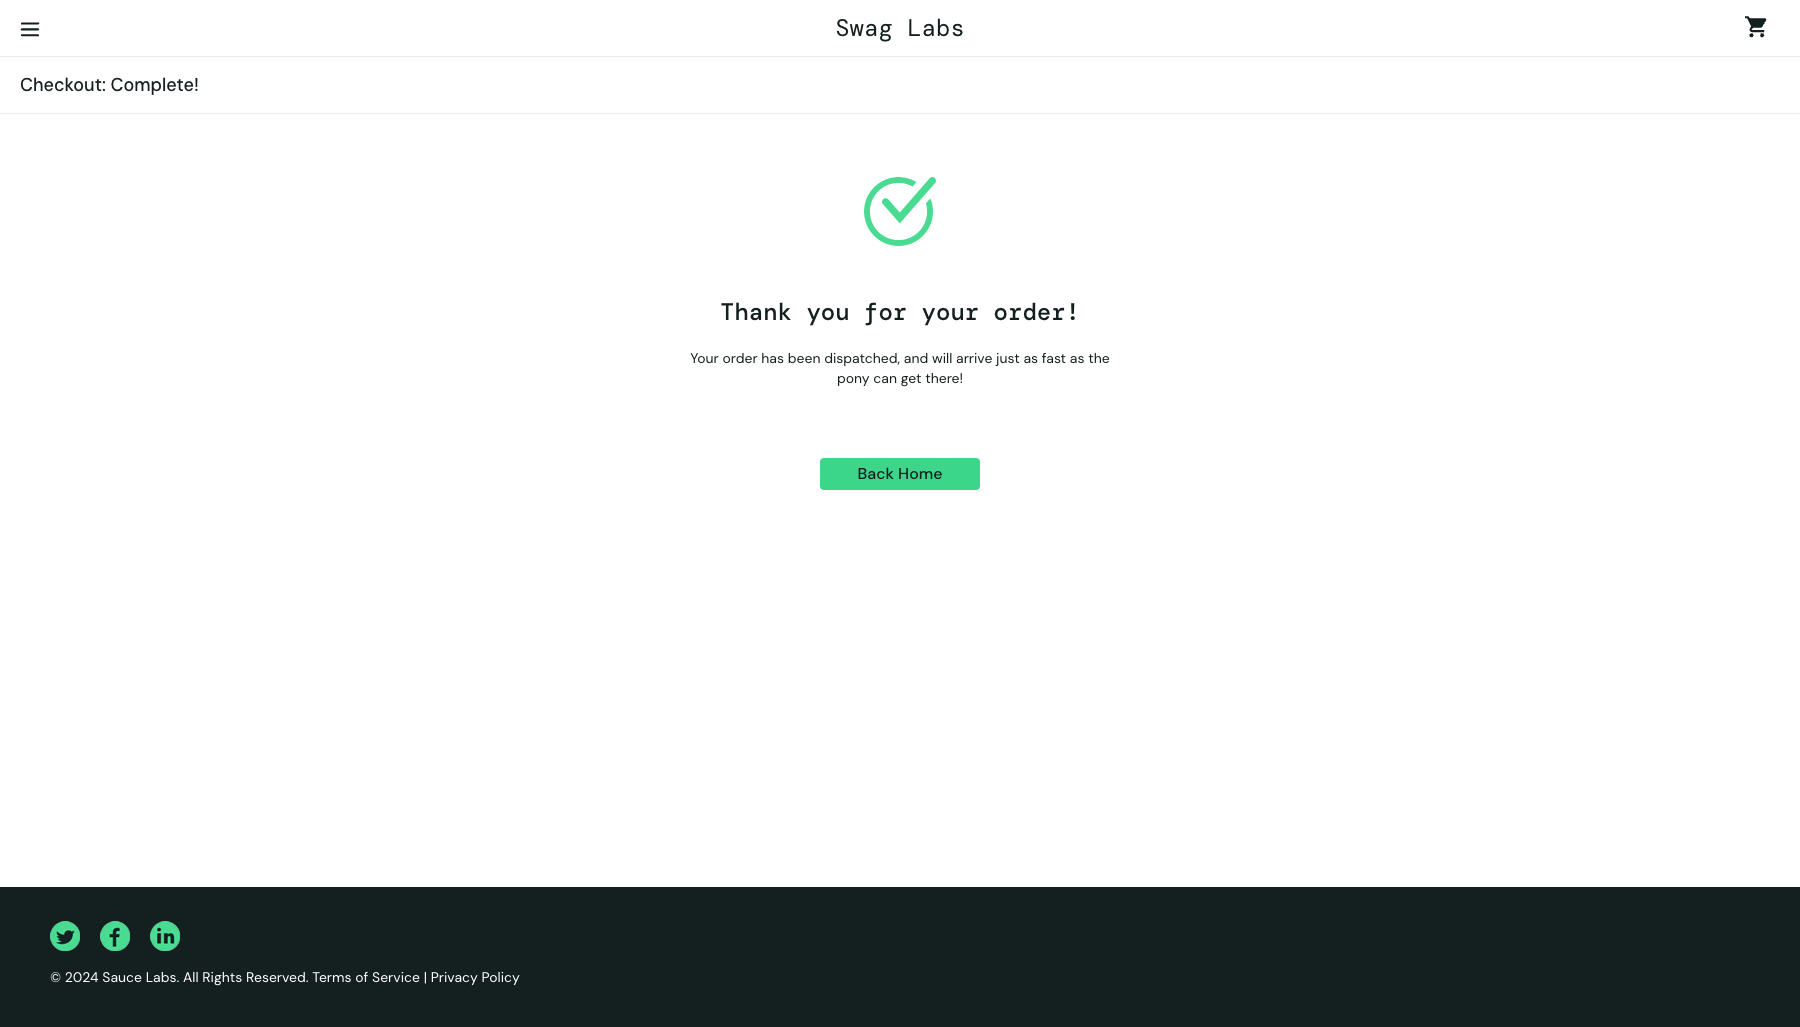 Swag Labs
Checkout: Complete!
Thank you for your order!
Your order has been dispatched, and will arrive just as fast as the
pony can get there!
Back Home
© 2024 Sauce Labs. All Rights Reserved. Terms of Service | Privacy Policy